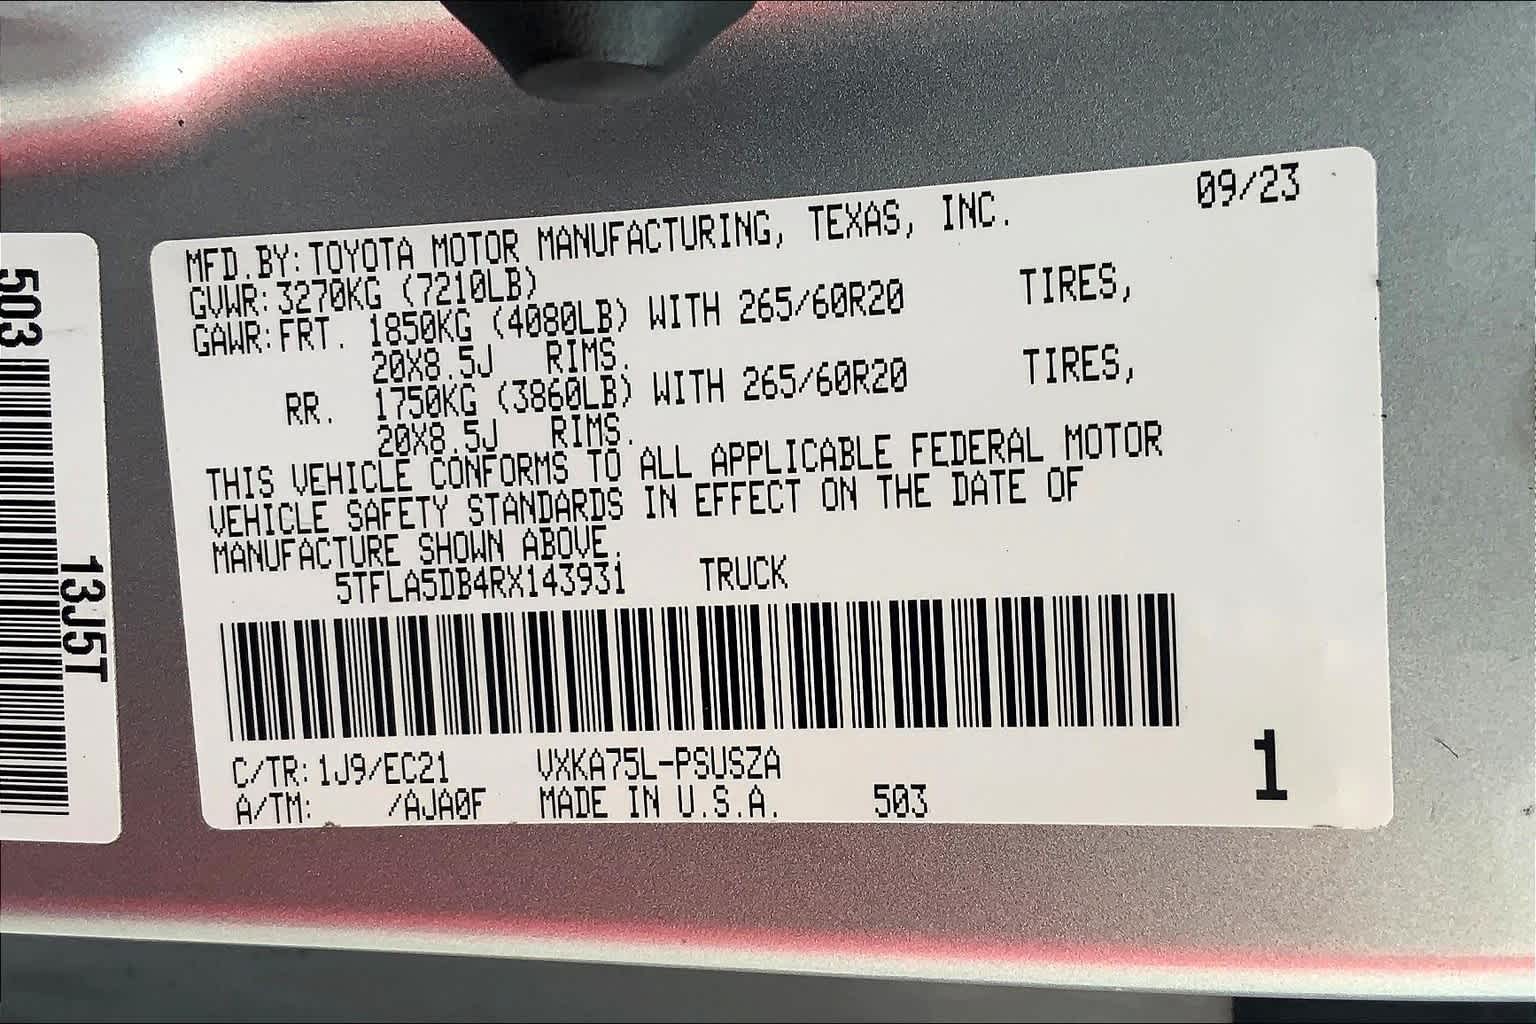 MFD.BY:TOYOTA MOTOR MANUFACTURING, TEXAS, INC. 09/23
GVWR:3270KG (7210LB)
GAWR:FRT. 1850KG (4080LB) WITH 265/60R20 TIRES,
20X8.5J RIMS.
RR. 1750KG (3860LB) WITH 265/60R20 TIRES,
20X8.5J RIMS.
THIS VEHICLE CONFORMS TO ALL APPLICABLE FEDERAL MOTOR
VEHICLE SAFETY STANDARDS IN EFFECT ON THE DATE OF
MANUFACTURE SHOWN ABOVE.
5TFLA5DB4RX143931 TRUCK
C/TR:1J9/EC21 VXKA75L-PSUSZA
A/TM: /AJA0F MADE IN U.S.A. 503
1
503
13J5T